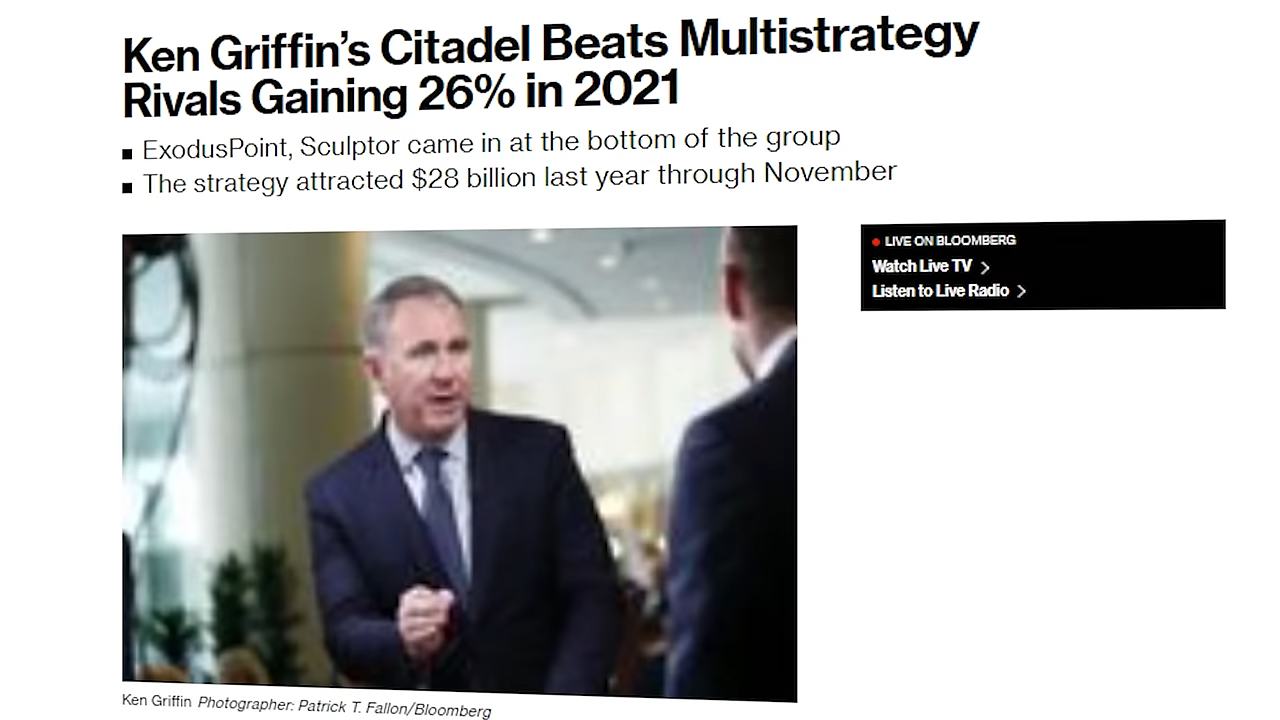 Ken Griffin’s Citadel Beats Multistrategy
Rivals Gaining 26% in 2021
ExodusPoint, Sculptor came in at the bottom of the group
The strategy attracted $28 billion last year through November
LIVE ON BLOOMBERG
Watch Live TV
Listen to Live Radio
Ken Griffin Photographer: Patrick T. Fallon/Bloomberg